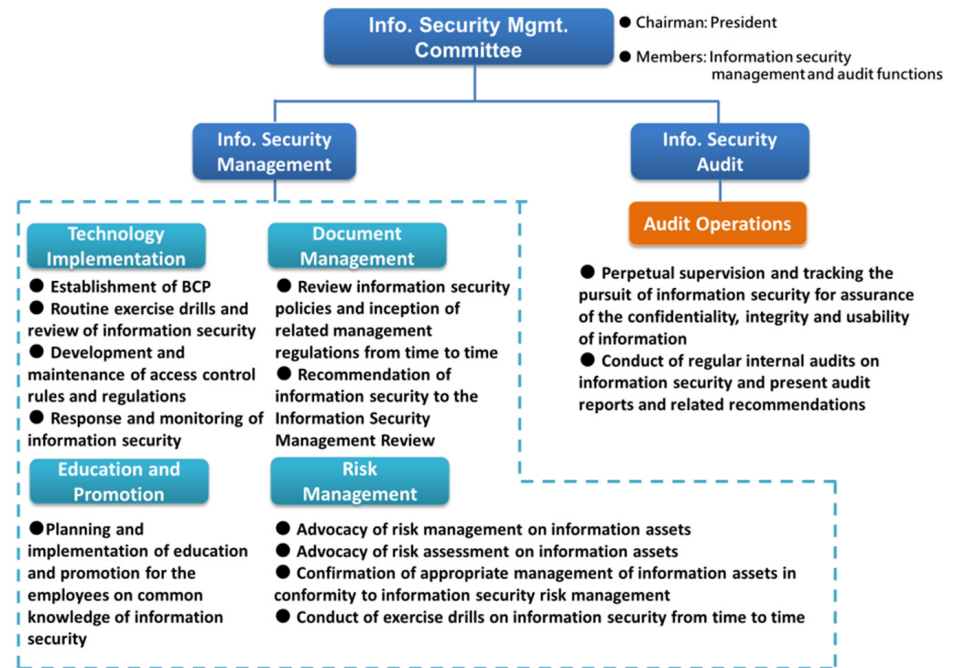 Info. Security Mgmt.
Committee
● Chairman: President
● Members: Information security
management and audit functions
Info. Security
Management
Info. Security
Audit
Technology
Implementation
● Establishment of BCP
● Routine exercise drills and
review of information security
● Development and
maintenance of access control
rules and regulations
● Response and monitoring of
information security
Document
Management
● Review information security
policies and inception of
related management
regulations from time to time
● Recommendation of
information security to the
Information Security
Management Review
Audit Operations
● Perpetual supervision and tracking the
pursuit of information security for assurance
of the confidentiality, integrity and usability
of information
● Conduct of regular internal audits on
information security and present audit
reports and related recommendations
Education and
Promotion
●Planning and
implementation of education
and promotion for the
employees on common
knowledge of information
security
Risk
Management
● Advocacy of risk management on information assets
● Advocacy of risk assessment on information assets
● Confirmation of appropriate management of information assets in
conformity to information security risk management
● Conduct of exercise drills on information security from time to time